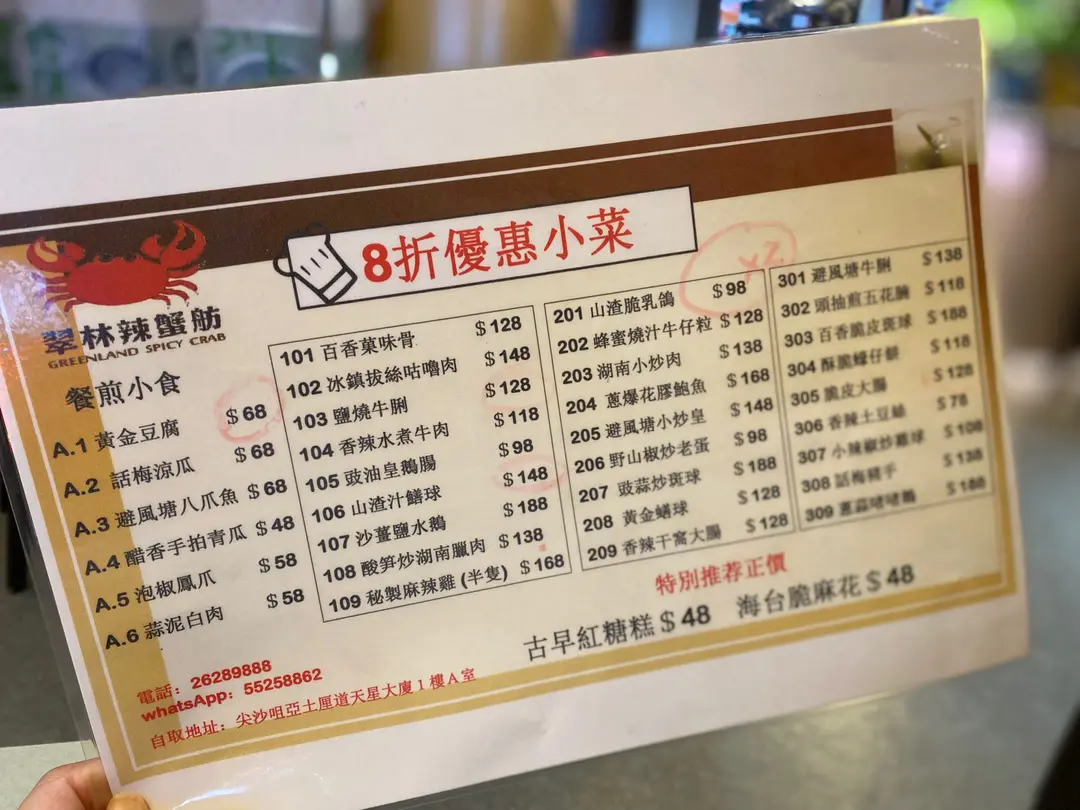 8折優惠小菜
翠林辣蟹舫
GREENLAND SPICY CRAB
餐煎小食
A.1 黃金豆腐 $68
A.2 話梅涼瓜 $68
A.3 避風塘八爪魚 $68
A.4 醋香手拍青瓜 $48
A.5 泡椒鳳爪 $58
A.6 蒜泥白肉 $58
101 百香菓味骨 $128
102 冰鎮拔絲咕嚕肉 $148
103 鹽燒牛脷 $128
104 香辣水煮牛肉 $118
105 豉油皇鵝腸 $98
106 山渣汁鱔球 $148
107 沙薑鹽水鵝 $188
108 酸笋炒湖南臘肉 $138
109 秘製麻辣雞 (半隻) $168
201 山渣脆乳鴿 $98
202 蜂蜜燒汁牛仔粒 $128
203 湖南小炒肉 $138
204 蔥爆花膠鮑魚 $168
205 避風塘小炒皇 $148
206 野山椒炒老蛋 $98
207 豉蒜炒斑球 $188
208 黃金鱔球 $128
209 香辣干窩大腸 $128
301 避風塘牛脷 $138
302 頭抽煎五花腩 $118
303 百香脆皮斑球 $188
304 酥脆蠔仔餅 $118
305 脆皮大腸 $128
306 香辣土豆絲 $78
307 小辣椒炒雞球 $108
308 話梅豬手 $138
309 薑蒜啫啫鵝 $188
特別推荐正價
古早紅糖糕 $48 海台脆麻花 $48
電話：26289888
whatsApp：55258862
自取地址：尖沙咀亞士厘道天星大廈1樓A室